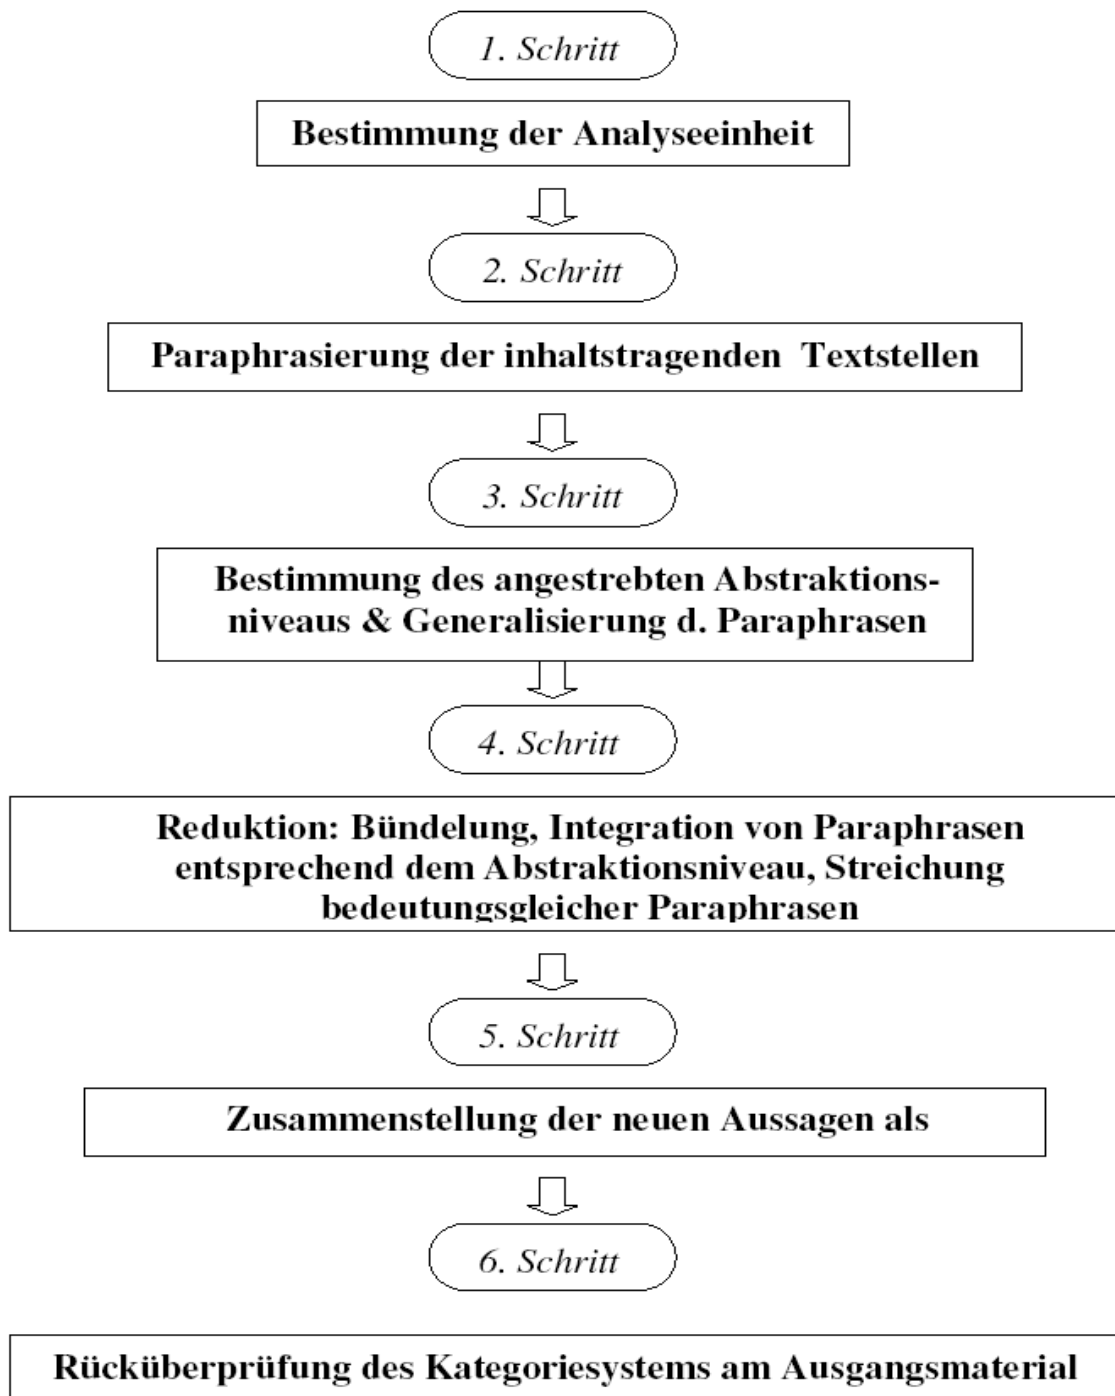 1. Schritt
Bestimmung der Analyseeinheit
2. Schritt
Paraphrasierung der inhaltstragenden Textstellen
3. Schritt
Bestimmung des angestrebten Abstraktions-
niveaus & Generalisierung d. Paraphrasen
4. Schritt
Reduktion: Bündelung, Integration von Paraphrasen
entsprechend dem Abstraktionsniveau, Streichung
bedeutungsgleicher Paraphrasen
5. Schritt
Zusammenstellung der neuen Aussagen als
6. Schritt
Rücküberprüfung des Kategoriesystems am Ausgangsmaterial